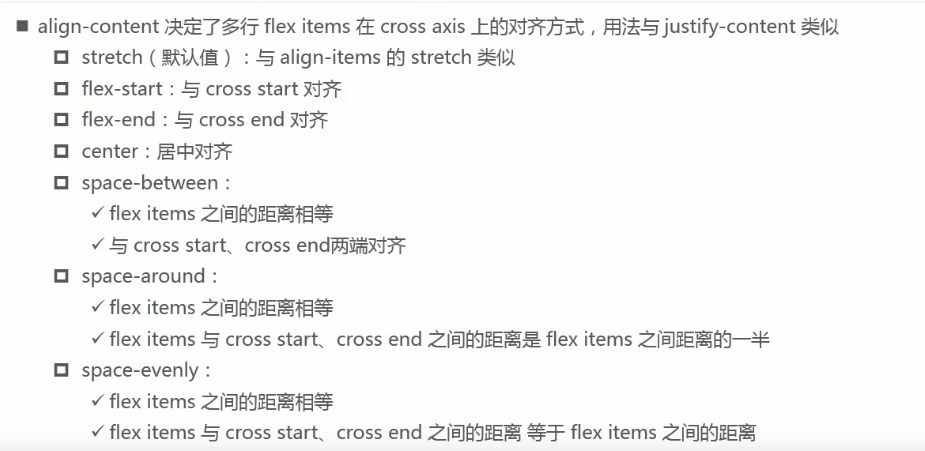 ■ align-content 决定了多行 flex items 在 cross axis 上的对齐方式，用法与 justify-content 类似
stretch（默认值）：与 align-items 的 stretch 类似
flex-start：与 cross start 对齐
flex-end：与 cross end 对齐
center：居中对齐
space-between：
✓ flex items 之间的距离相等
✓ 与 cross start、cross end两端对齐
space-around：
✓ flex items 之间的距离相等
✓ flex items 与 cross start、cross end 之间的距离是 flex items 之间距离的一半
space-evenly：
✓ flex items 之间的距离相等
✓ flex items 与 cross start、cross end 之间的距离 等于 flex items 之间的距离